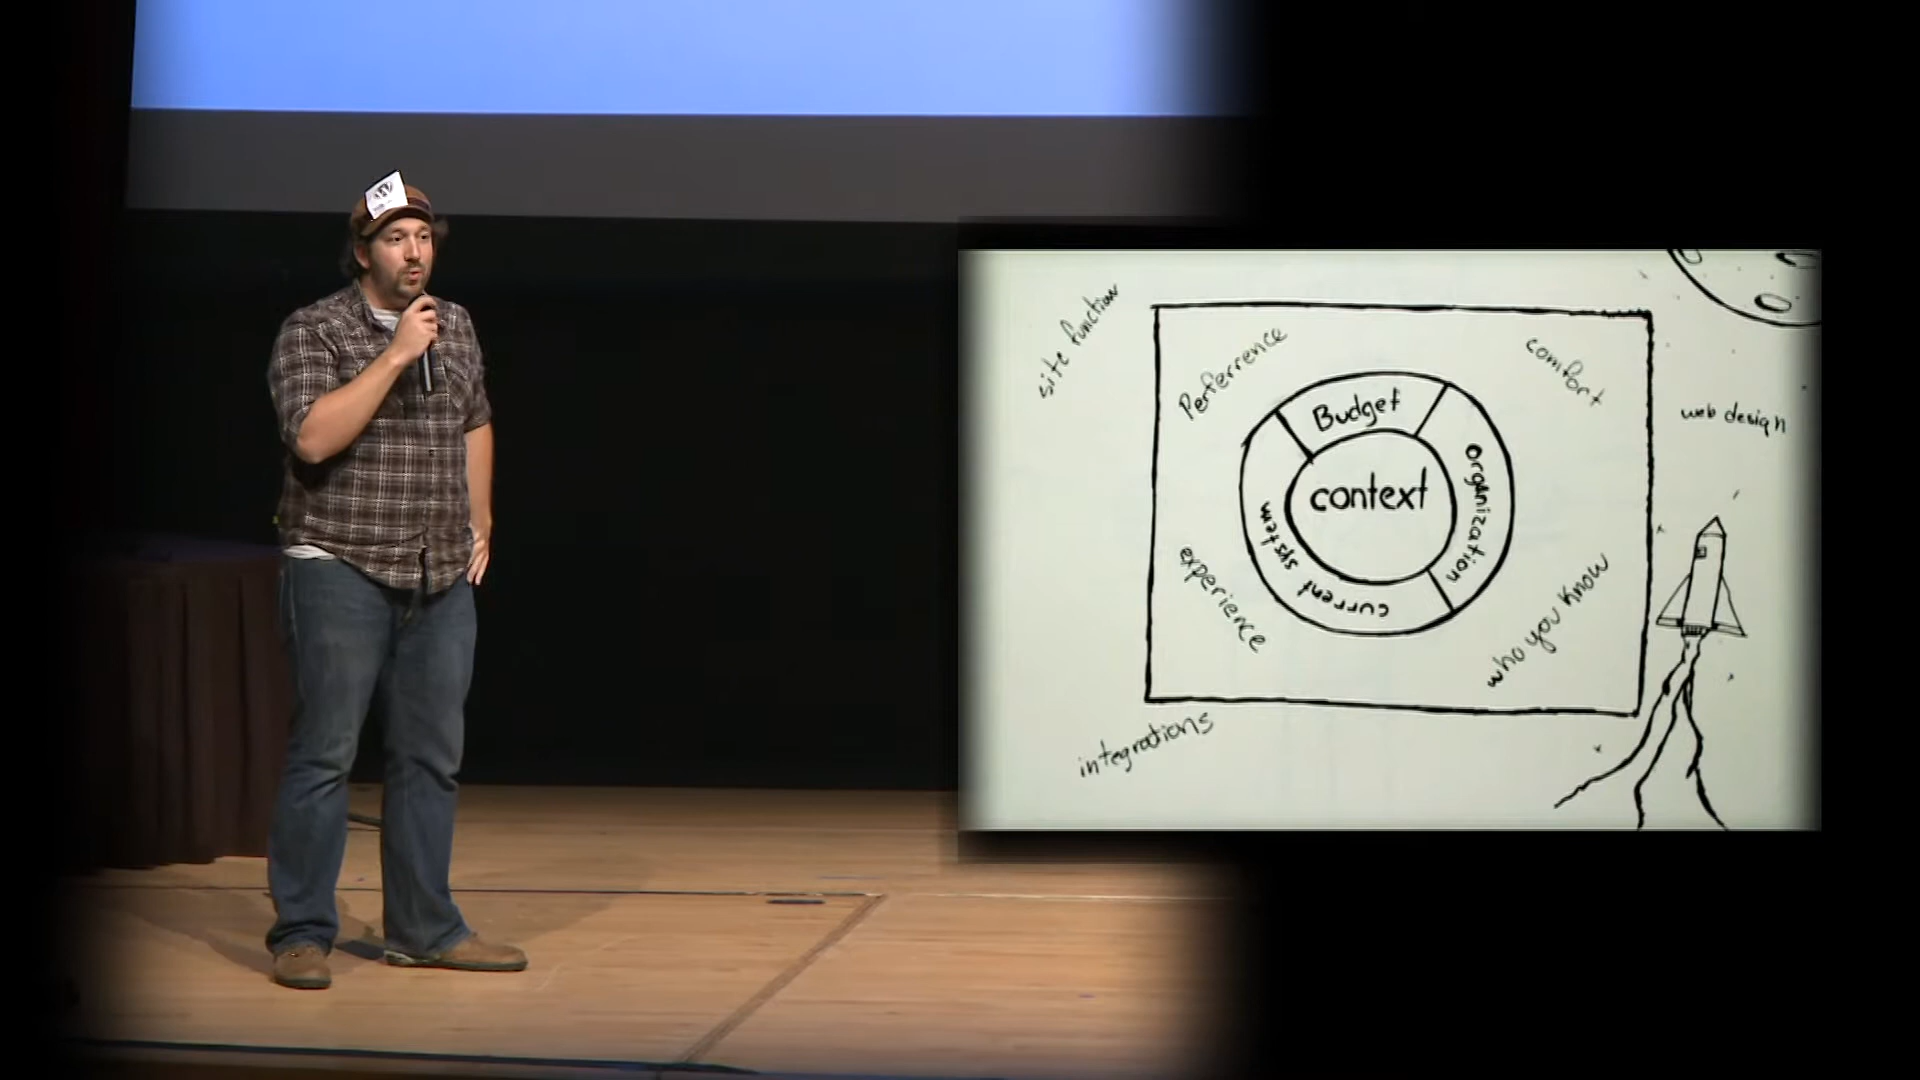 site function
Perferrence
comfort
web design
Budget
context
organization
current system
experience
who you know
integrations